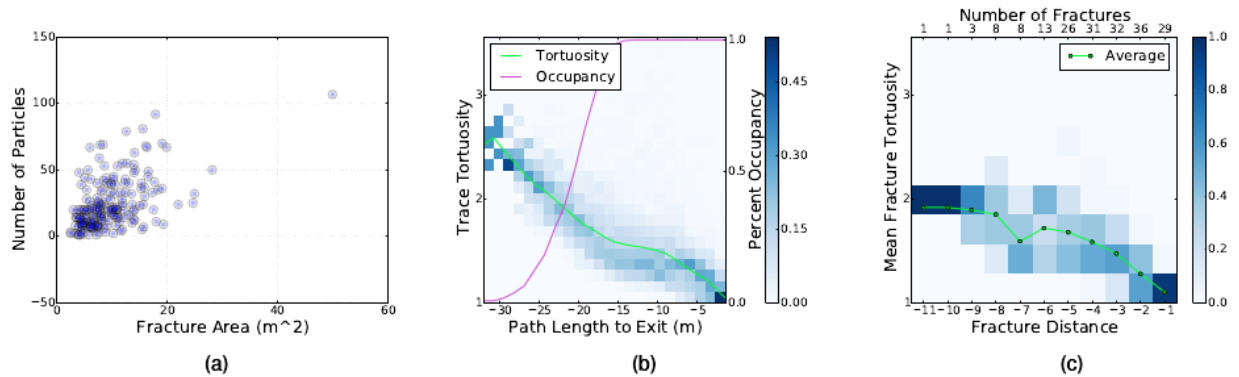 150
100
50
0
−50
0
20
40
60
Number of Particles
Fracture Area (m^2)
(a)
Tortuosity
Occupancy
3
2
1
Trace Tortuosity
−30
−25
−20
−15
−10
−5
Path Length to Exit (m)
1.0
0.5
0.0
Percent Occupancy
0.45
0.30
0.15
0.00
(b)
Number of Fractures
1 1 3 8 8 13 26 31 32 36 29
Average
3
2
1
Mean Fracture Tortuosity
−11 −10 −9 −8 −7 −6 −5 −4 −3 −2 −1
Fracture Distance
1.0
0.8
0.6
0.4
0.2
0.0
(c)